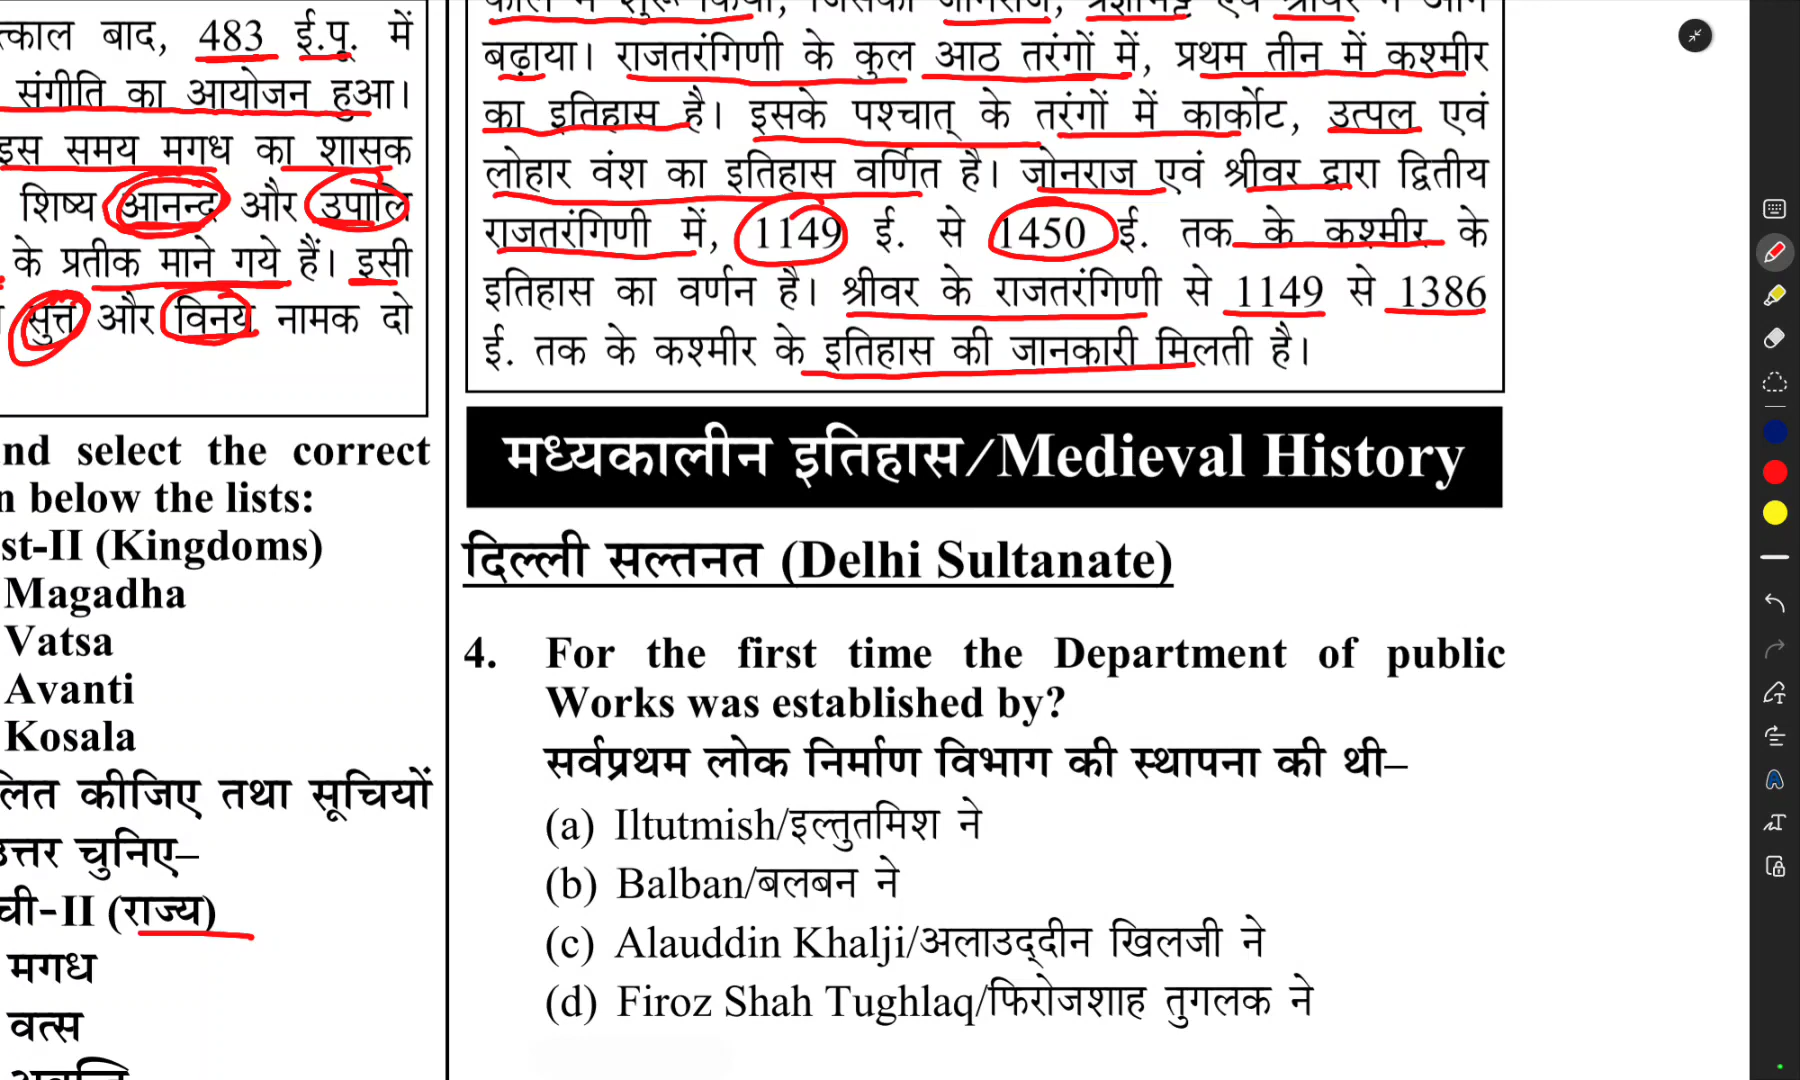 त्काल बाद, 483 ई.पू. में
संगीति का आयोजन हुआ।
इस समय मगध का शासक
शिष्य आनन्द और उपालि
के प्रतीक माने गये हैं। इसी
सुत्त और विनय नामक दो
nd select the correct
n below the lists:
st-II (Kingdoms)
Magadha
Vatsa
Avanti
Kosala
लित कीजिए तथा सूचियों
उत्तर चुनिए–
ची-II (राज्य)
मगध
वत्स
बढ़ाया। राजतरंगिणी के कुल आठ तरंगों में, प्रथम तीन में कश्मीर
का इतिहास है। इसके पश्चात् के तरंगों में कार्कोट, उत्पल एवं
लोहार वंश का इतिहास वर्णित है। जोनराज एवं श्रीवर द्वारा द्वितीय
राजतरंगिणी में, 1149 ई. से 1450 ई. तक के कश्मीर के
इतिहास का वर्णन है। श्रीवर के राजतरंगिणी से 1149 से 1386
ई. तक के कश्मीर के इतिहास की जानकारी मिलती है।
मध्यकालीन इतिहास/Medieval History
दिल्ली सल्तनत (Delhi Sultanate)
4. For the first time the Department of public
Works was established by?
सर्वप्रथम लोक निर्माण विभाग की स्थापना की थी–
(a) Iltutmish/इल्तुतमिश ने
(b) Balban/बलबन ने
(c) Alauddin Khalji/अलाउद्दीन खिलजी ने
(d) Firoz Shah Tughlaq/फिरोजशाह तुगलक ने